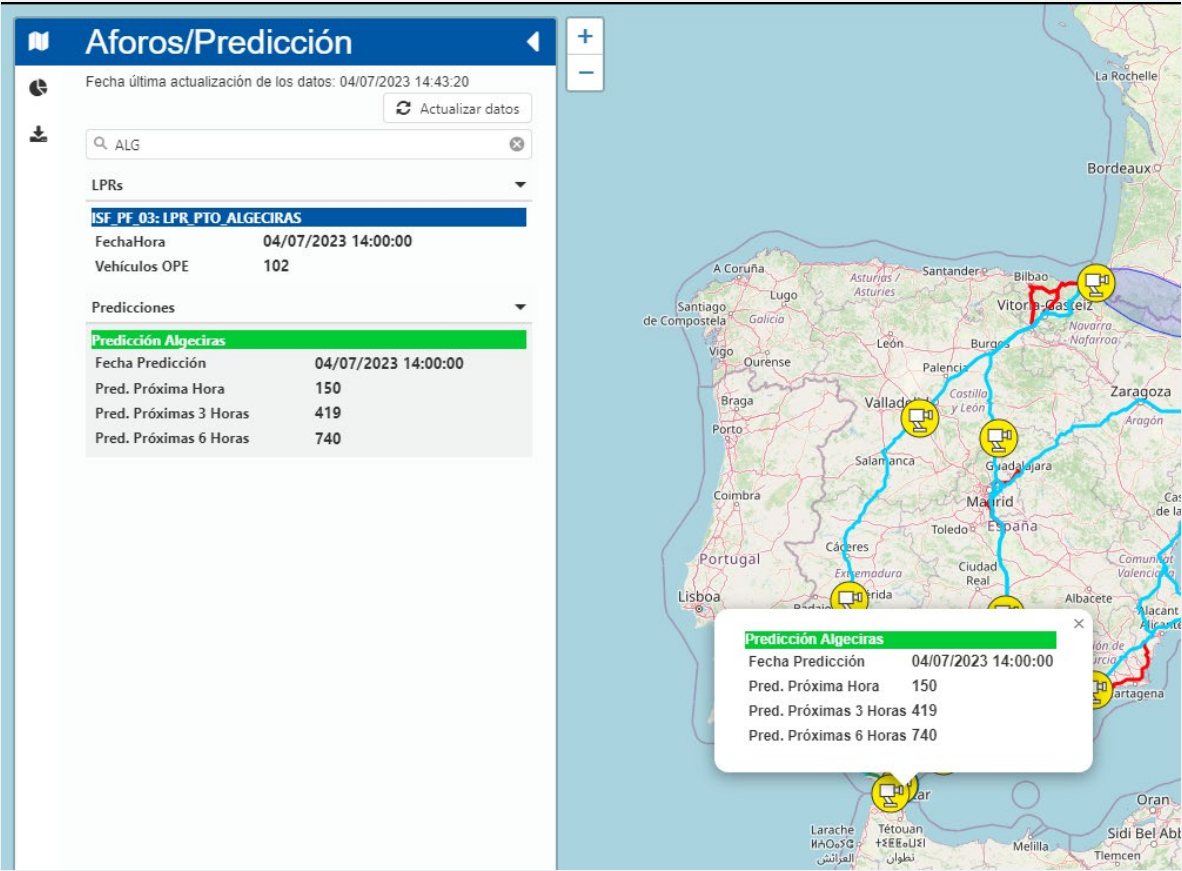 Aforos/Predicción
Fecha última actualización de los datos: 04/07/2023 14:43:20
Actualizar datos
ALG
LPRs
ISF_PF_03: LPR_PTO_ALGECIRAS
FechaHora 04/07/2023 14:00:00
Vehículos OPE 102
Predicciones
Predicción Algeciras
Fecha Predicción 04/07/2023 14:00:00
Pred. Próxima Hora 150
Pred. Próximas 3 Horas 419
Pred. Próximas 6 Horas 740
+
−
La Rochelle
Bordeaux
A Coruña
Asturias /
Asturies
Santander
Bilbao
Lugo
Santiago
de Compostela
Galicia
Vitoria-Gasteiz
Navarra
- Nafarroa
León
Burgos
Vigo
Ourense
Palencia
Braga
Castilla
y León
Zaragoza
Aragón
Porto
Salamanca
Guadalajara
Coimbra
Madrid
Toledo
España
Cáceres
Portugal
Extremadura
Ciudad
Real
Comunitat
Valenciana
Lisboa
Albacete
Alacant
Predicción Algeciras
Fecha Predicción 04/07/2023 14:00:00
Pred. Próxima Hora 150
Pred. Próximas 3 Horas 419
Pred. Próximas 6 Horas 740
artagena
Oran
Larache
العرائش
Tétouan
تطوان
Melilla
Sidi Bel Abb
Tlemcen